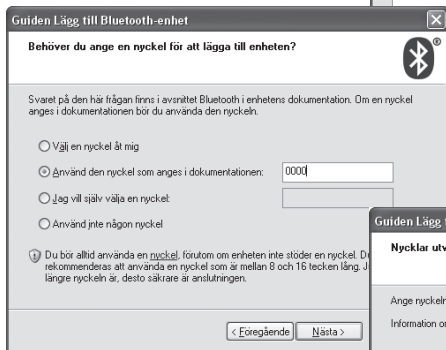 Guiden Lägg till Bluetooth-enhet
Behöver du ange en nyckel för att lägga till enheten?
Svaret på den här frågan finns i avsnittet Bluetooth i enhetens dokumentation. Om en nyckel
anges i dokumentationen bör du använda den nyckeln.
Välj en nyckel åt mig
Använd den nyckel som anges i dokumentationen:
0000
Jag vill själv välja en nyckel:
Använd inte någon nyckel
Du bör alltid använda en nyckel, förutom om enheten inte stöder en nyckel.
rekommenderas att använda en nyckel som är mellan 8 och 16 tecken lång.
längre nyckeln är, desto säkrare är anslutningen.
< Föregående
Nästa >
Guiden Lägg
Nycklar
Ange nyckeln
Information